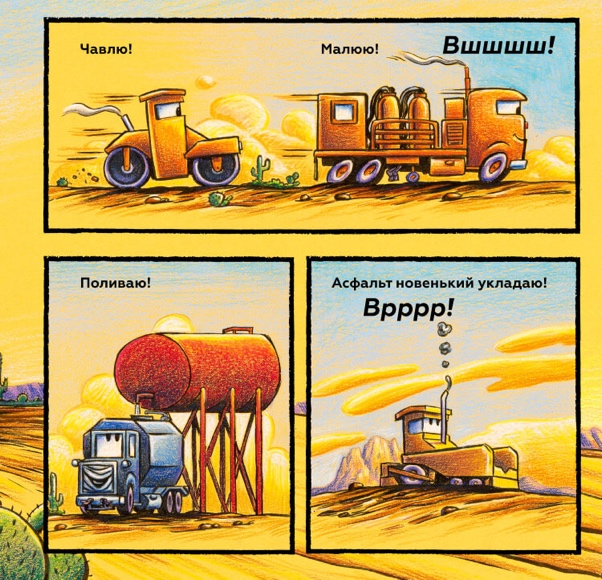 Чавлю!
Малюю!
Вшшшш!
Поливаю!
Асфальт новенький укладаю!
Врррр!